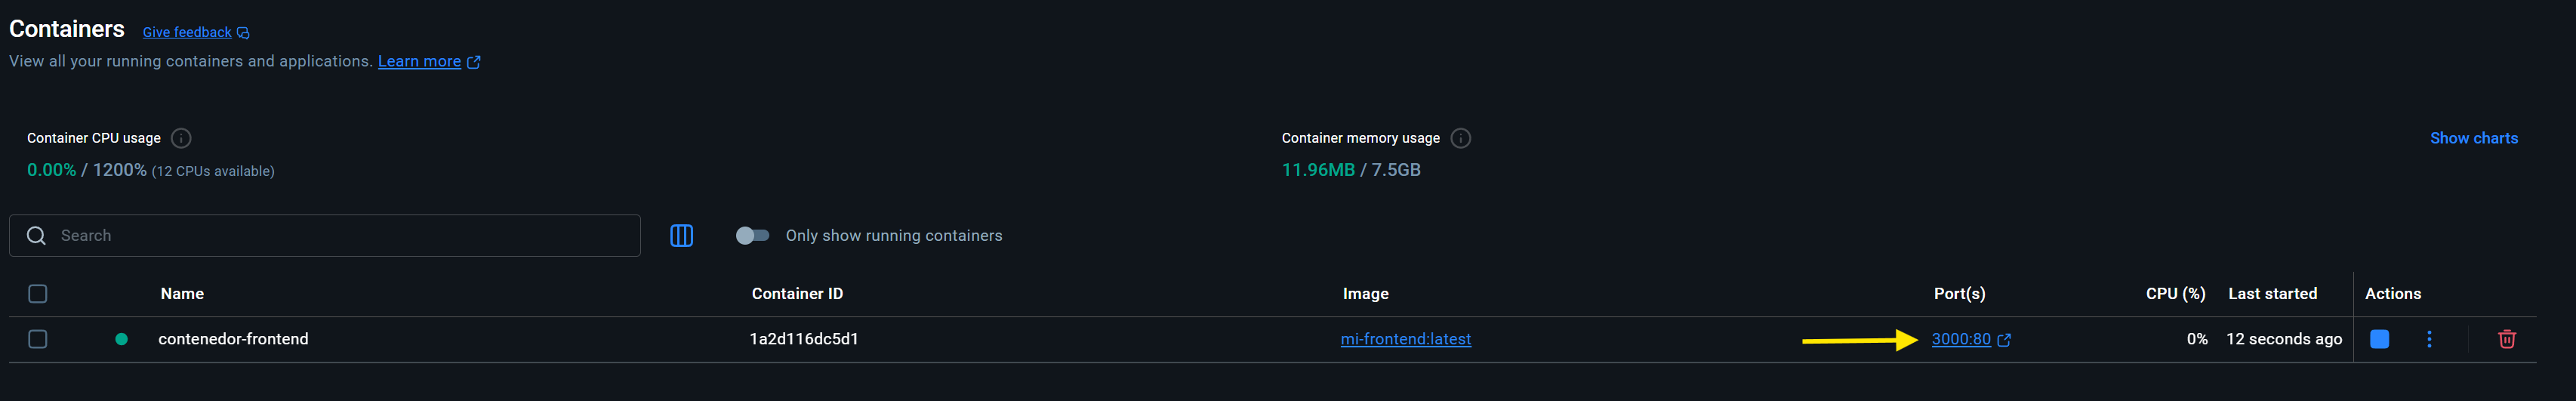 Containers Give feedback
View all your running containers and applications. Learn more
Container CPU usage
0.00% / 1200% (12 CPUs available)
Container memory usage
11.96MB / 7.5GB
Show charts
Search
Only show running containers
Name Container ID Image Port(s) CPU (%) Last started Actions
contenedor-frontend 1a2d116dc5d1 mi-frontend:latest 3000:80 0% 12 seconds ago